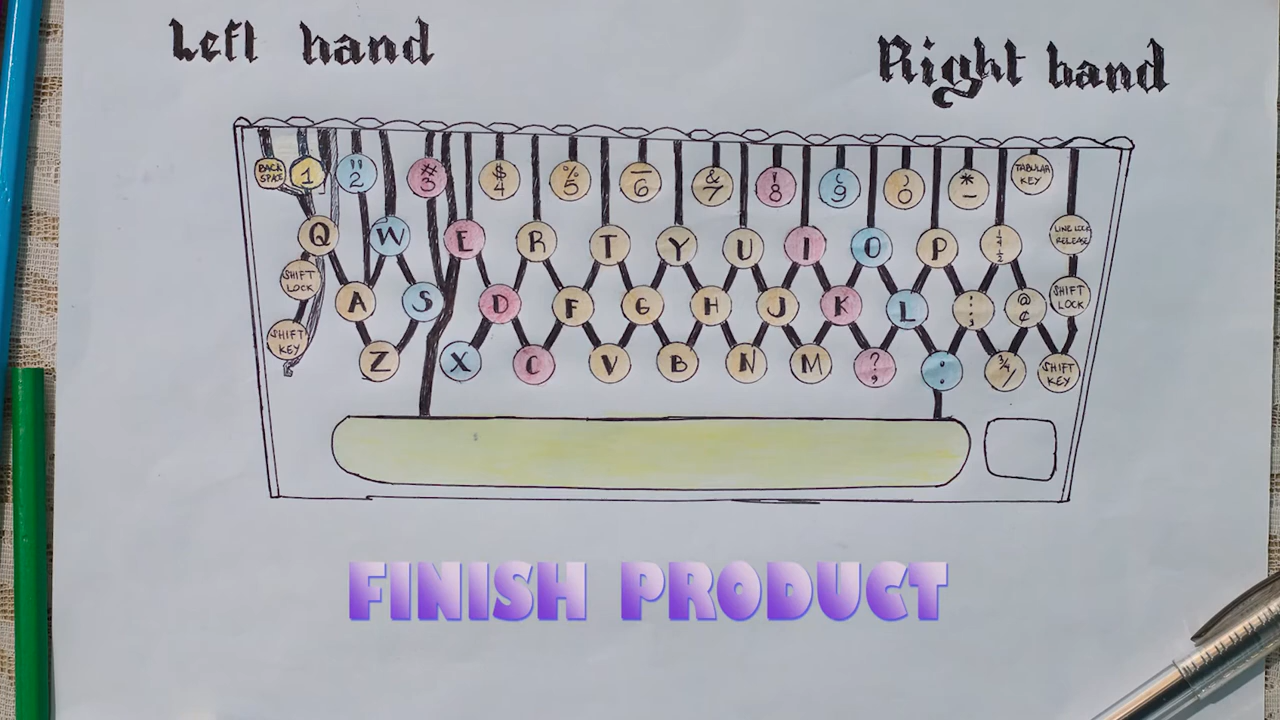 Left hand
Right hand
BACK SPACE 1 " 2 # 3 $ 4 % 5 _ 6 & 7 8 9 0 * - TABULAR KEY
Q W E R T Y U I O P LINE LOCK RELEASE
SHIFT LOCK A S D F G H J K L : ; @ ¢ SHIFT LOCK
SHIFT KEY Z X C V B N M ? , . ¾ / SHIFT KEY
FINISH PRODUCT